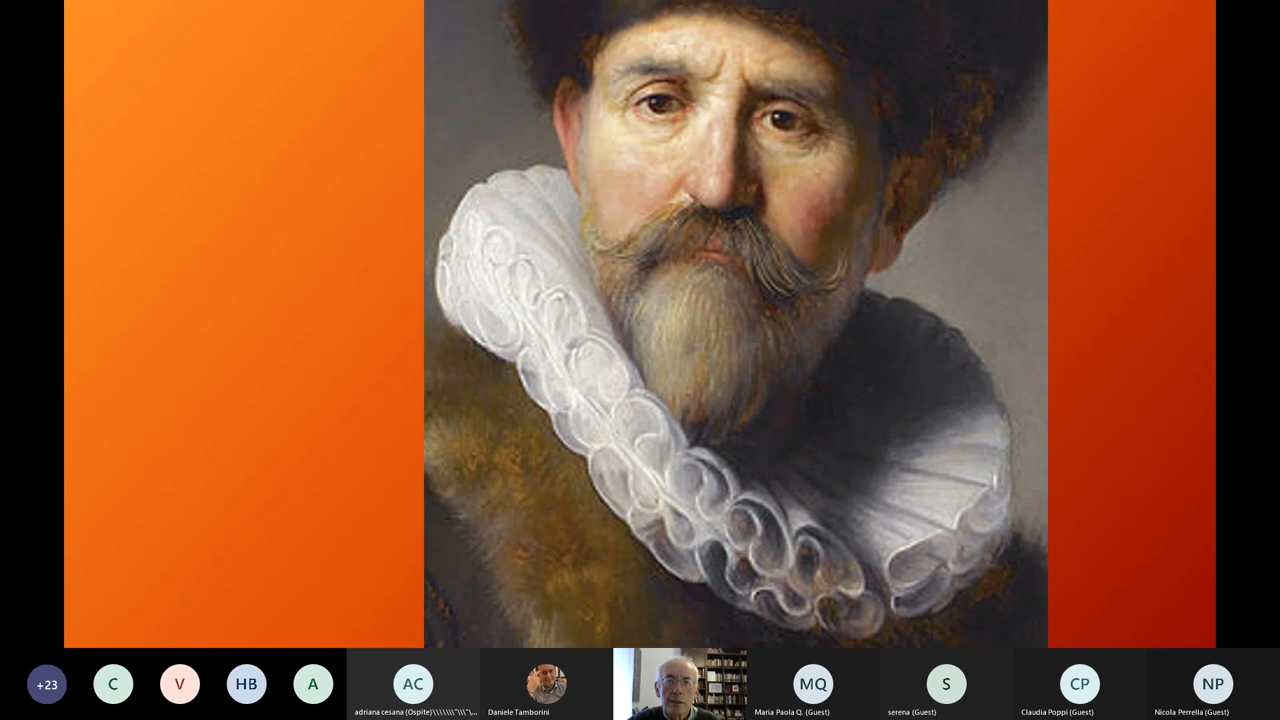 +23
C
V
HB
A
AC
MQ
S
CP
NP
adriana cesana (Ospite)\\\\\\\"\\\"\...
Daniele Tamborini
Maria Paola Q. (Guest)
serena (Guest)
Claudia Poppi (Guest)
Nicola Perrella (Guest)